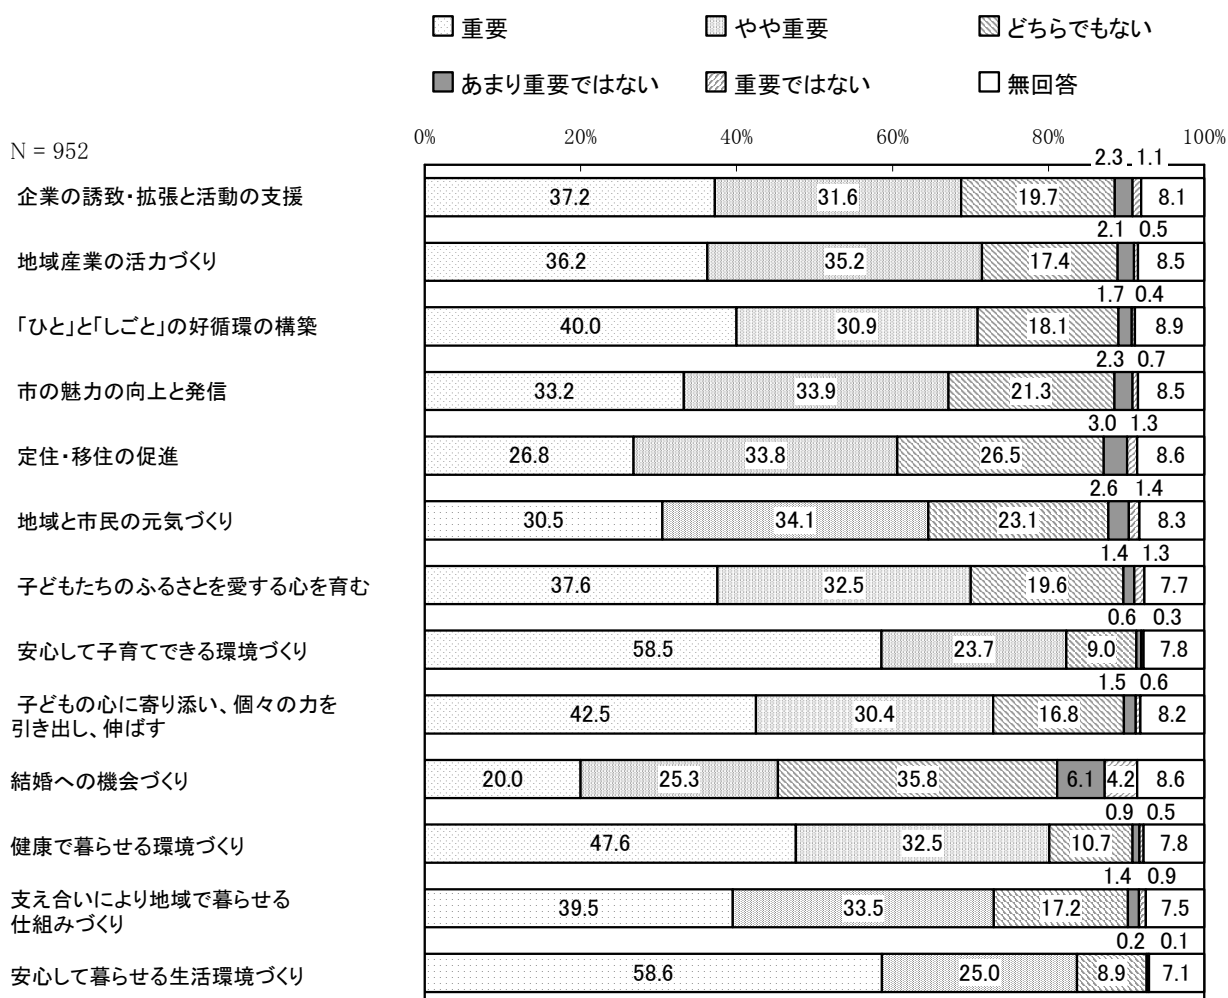 重要 やや重要 どちらでもない
あまり重要ではない 重要ではない 無回答
N = 952
0% 20% 40% 60% 80% 100%
2.3 1.1
企業の誘致・拡張と活動の支援 37.2 31.6 19.7 8.1
2.1 0.5
地域産業の活力づくり 36.2 35.2 17.4 8.5
1.7 0.4
「ひと」と「しごと」の好循環の構築 40.0 30.9 18.1 8.9
2.3 0.7
市の魅力の向上と発信 33.2 33.9 21.3 8.5
3.0 1.3
定住・移住の促進 26.8 33.8 26.5 8.6
2.6 1.4
地域と市民の元気づくり 30.5 34.1 23.1 8.3
1.4 1.3
子どもたちのふるさとを愛する心を育む 37.6 32.5 19.6 7.7
0.6 0.3
安心して子育てできる環境づくり 58.5 23.7 9.0 7.8
1.5 0.6
子どもの心に寄り添い、個々の力を
引き出し、伸ばす 42.5 30.4 16.8 8.2
結婚への機会づくり 20.0 25.3 35.8 6.1 4.2 8.6
0.9 0.5
健康で暮らせる環境づくり 47.6 32.5 10.7 7.8
1.4 0.9
支え合いにより地域で暮らせる
仕組みづくり 39.5 33.5 17.2 7.5
0.2 0.1
安心して暮らせる生活環境づくり 58.6 25.0 8.9 7.1